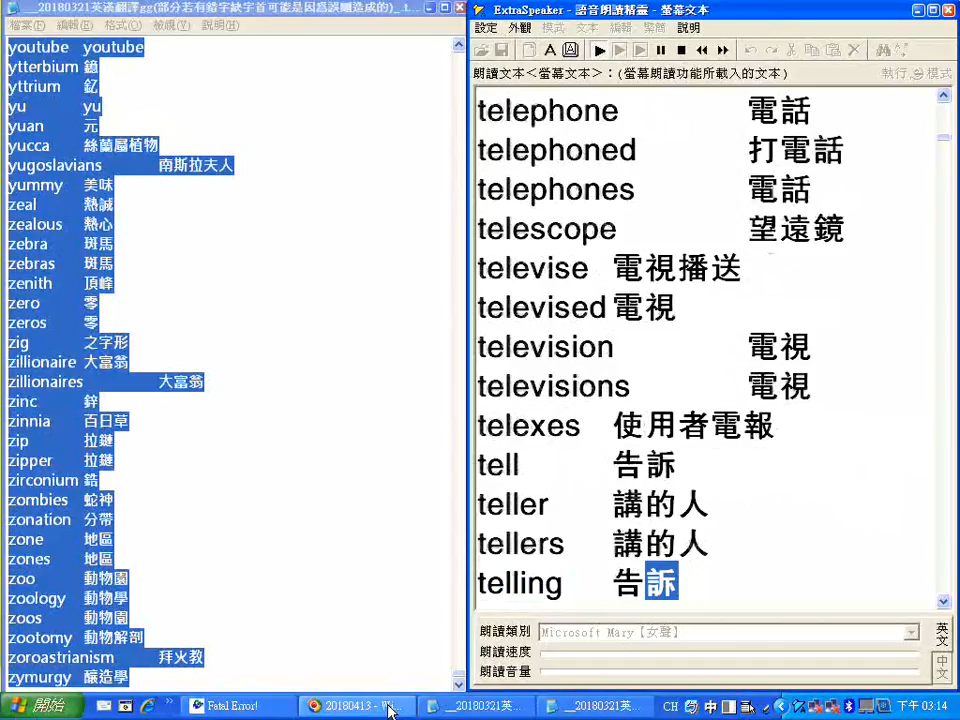 _20180321英漢翻譯gg(部分若有錯字缺字首可能是因為誤謳造成的)_.t...
檔案(F) 編輯(E) 格式(O) 檢視(V) 說明(H)
youtube youtube
ytterbium 鐿
yttrium 釔
yu yu
yuan 元
yucca 絲蘭屬植物
yugoslavians 南斯拉夫人
yummy 美味
zeal 熱誠
zealous 熱心
zebra 斑馬
zebras 斑馬
zenith 頂峰
zero 零
zeros 零
zig 之字形
zillionaire 大富翁
zillionaires 大富翁
zinc 鋅
zinnia 百日草
zip 拉鏈
zipper 拉鏈
zirconium 鋯
zombies 蛇神
zonation 分帶
zone 地區
zones 地區
zoo 動物園
zoology 動物學
zoos 動物園
zootomy 動物解剖
zoroastrianism 拜火教
zymurgy 釀造學
ExtraSpeaker - 語音朗讀精靈 - 螢幕文本
設定 外觀 模式 文本 編輯 繁簡 說明
朗讀文本<螢幕文本>：(螢幕朗讀功能所載入的文本)
執行 模式
telephone 電話
telephoned 打電話
telephones 電話
telescope 望遠鏡
televise 電視播送
televised 電視
television 電視
televisions 電視
telexes 使用者電報
tell 告訴
teller 講的人
tellers 講的人
telling 告訴
朗讀類別 Microsoft Mary【女聲】
朗讀速度
朗讀音量
英文
中文
開始
Fatal Error!
20180413 - Wi...
__20180321英...
__20180321英...
CH 中
下午 03:14